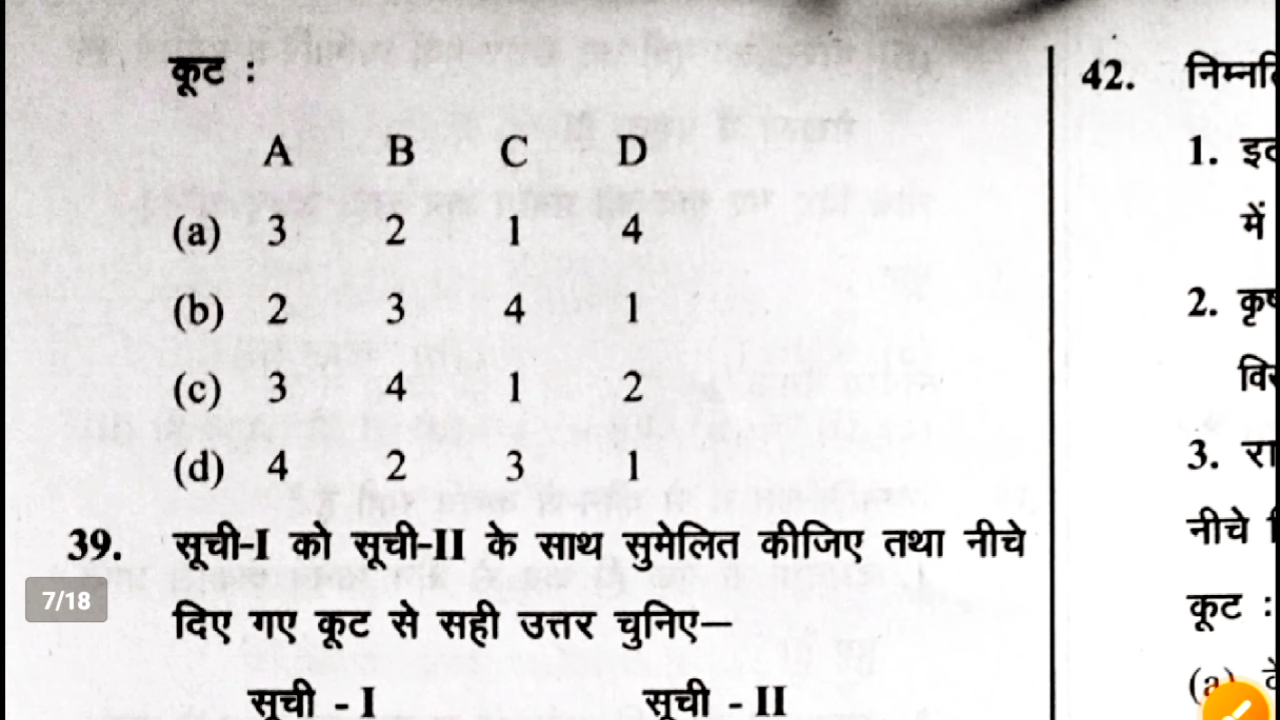 कूट :
A B C D
(a) 3 2 1 4
(b) 2 3 4 1
(c) 3 4 1 2
(d) 4 2 3 1
39. सूची-I को सूची-II के साथ सुमेलित कीजिए तथा नीचे
दिए गए कूट से सही उत्तर चुनिए–
सूची - I सूची - II
7/18
42.
1.
में
2.
3.
नीचे
कूट :
(a)